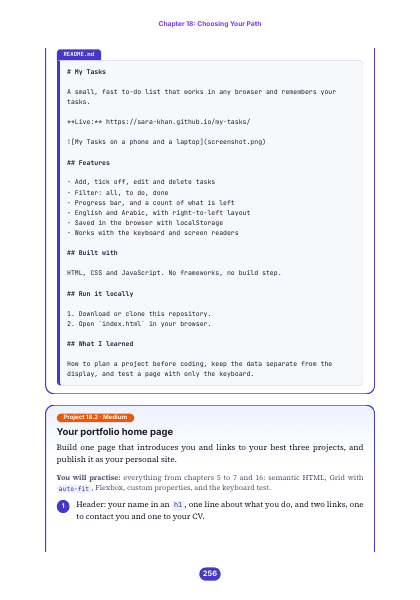 Chapter 18: Choosing Your Path
README.md
# My Tasks
A small, fast to-do list that works in any browser and remembers your
tasks.
**Live:** https://sara-khan.github.io/my-tasks/
![My Tasks on a phone and a laptop](screenshot.png)
## Features
- Add, tick off, edit and delete tasks
- Filter: all, to do, done
- Progress bar, and a count of what is left
- English and Arabic, with right-to-left layout
- Saved in the browser with localStorage
- Works with the keyboard and screen readers
## Built with
HTML, CSS and JavaScript. No frameworks, no build step.
## Run it locally
1. Download or clone this repository.
2. Open `index.html` in your browser.
## What I learned
How to plan a project before coding, keep the data separate from the
display, and test a page with only the keyboard.
Project 18.2 · Medium
Your portfolio home page
Build one page that introduces you and links to your best three projects, and
publish it as your personal site.
You will practise: everything from chapters 5 to 7 and 16: semantic HTML, Grid with
auto-fit, Flexbox, custom properties, and the keyboard test.
1 Header: your name in an h1, one line about what you do, and two links, one
to contact you and one to your CV.
256